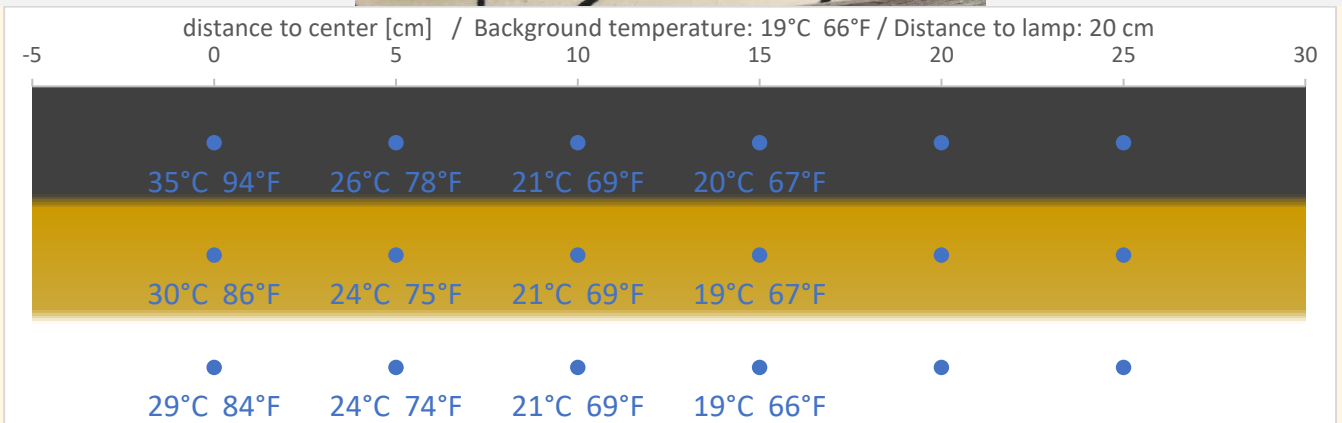 distance to center [cm] / Background temperature: 19°C 66°F / Distance to lamp: 20 cm
-5 0 5 10 15 20 25 30
35°C 94°F 26°C 78°F 21°C 69°F 20°C 67°F
30°C 86°F 24°C 75°F 21°C 69°F 19°C 67°F
29°C 84°F 24°C 74°F 21°C 69°F 19°C 66°F